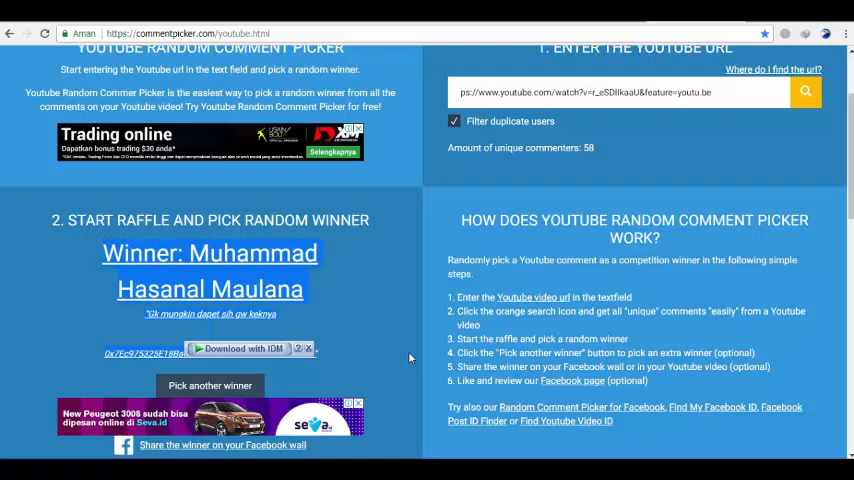 Aman
https://commentpicker.com/youtube.html
YOUTUBE RANDOM COMMENT PICKER
Start entering the Youtube url in the text field and pick a random winner.
Youtube Random Commer Picker is the easiest way to pick a random winner from all the
comments on your Youtube video! Try Youtube Random Comment Picker for free!
Trading online
Dapatkan bonus trading $30 anda*
USAIN
BOLT
XM
Selengkapnya
1. ENTER THE YOUTUBE URL
Where do I find the url?
ps://www.youtube.com/watch?v=r_eSDIIkaaU&feature=youtu.be
Filter duplicate users
Amount of unique commenters: 58
2. START RAFFLE AND PICK RANDOM WINNER
Winner: Muhammad
Hasanal Maulana
"Gk mungkin dapet sih gw keknya
0x7Ec975325E18Ba
Download with IDM
?
Pick another winner
New Peugeot 3008 sudah bisa
dipesan online di Seva.id
seva.id
Share the winner on your Facebook wall
HOW DOES YOUTUBE RANDOM COMMENT PICKER
WORK?
Randomly pick a Youtube comment as a competition winner in the following simple
steps.
1. Enter the Youtube video url in the textfield
2. Click the orange search icon and get all "unique" comments "easily" from a Youtube
video
3. Start the raffle and pick a random winner
4. Click the "Pick another winner" button to pick an extra winner (optional)
5. Share the winner on your Facebook wall or in your Youtube video (optional)
6. Like and review our Facebook page (optional)
Try also our Random Comment Picker for Facebook, Find My Facebook ID, Facebook
Post ID Finder or Find Youtube Video ID